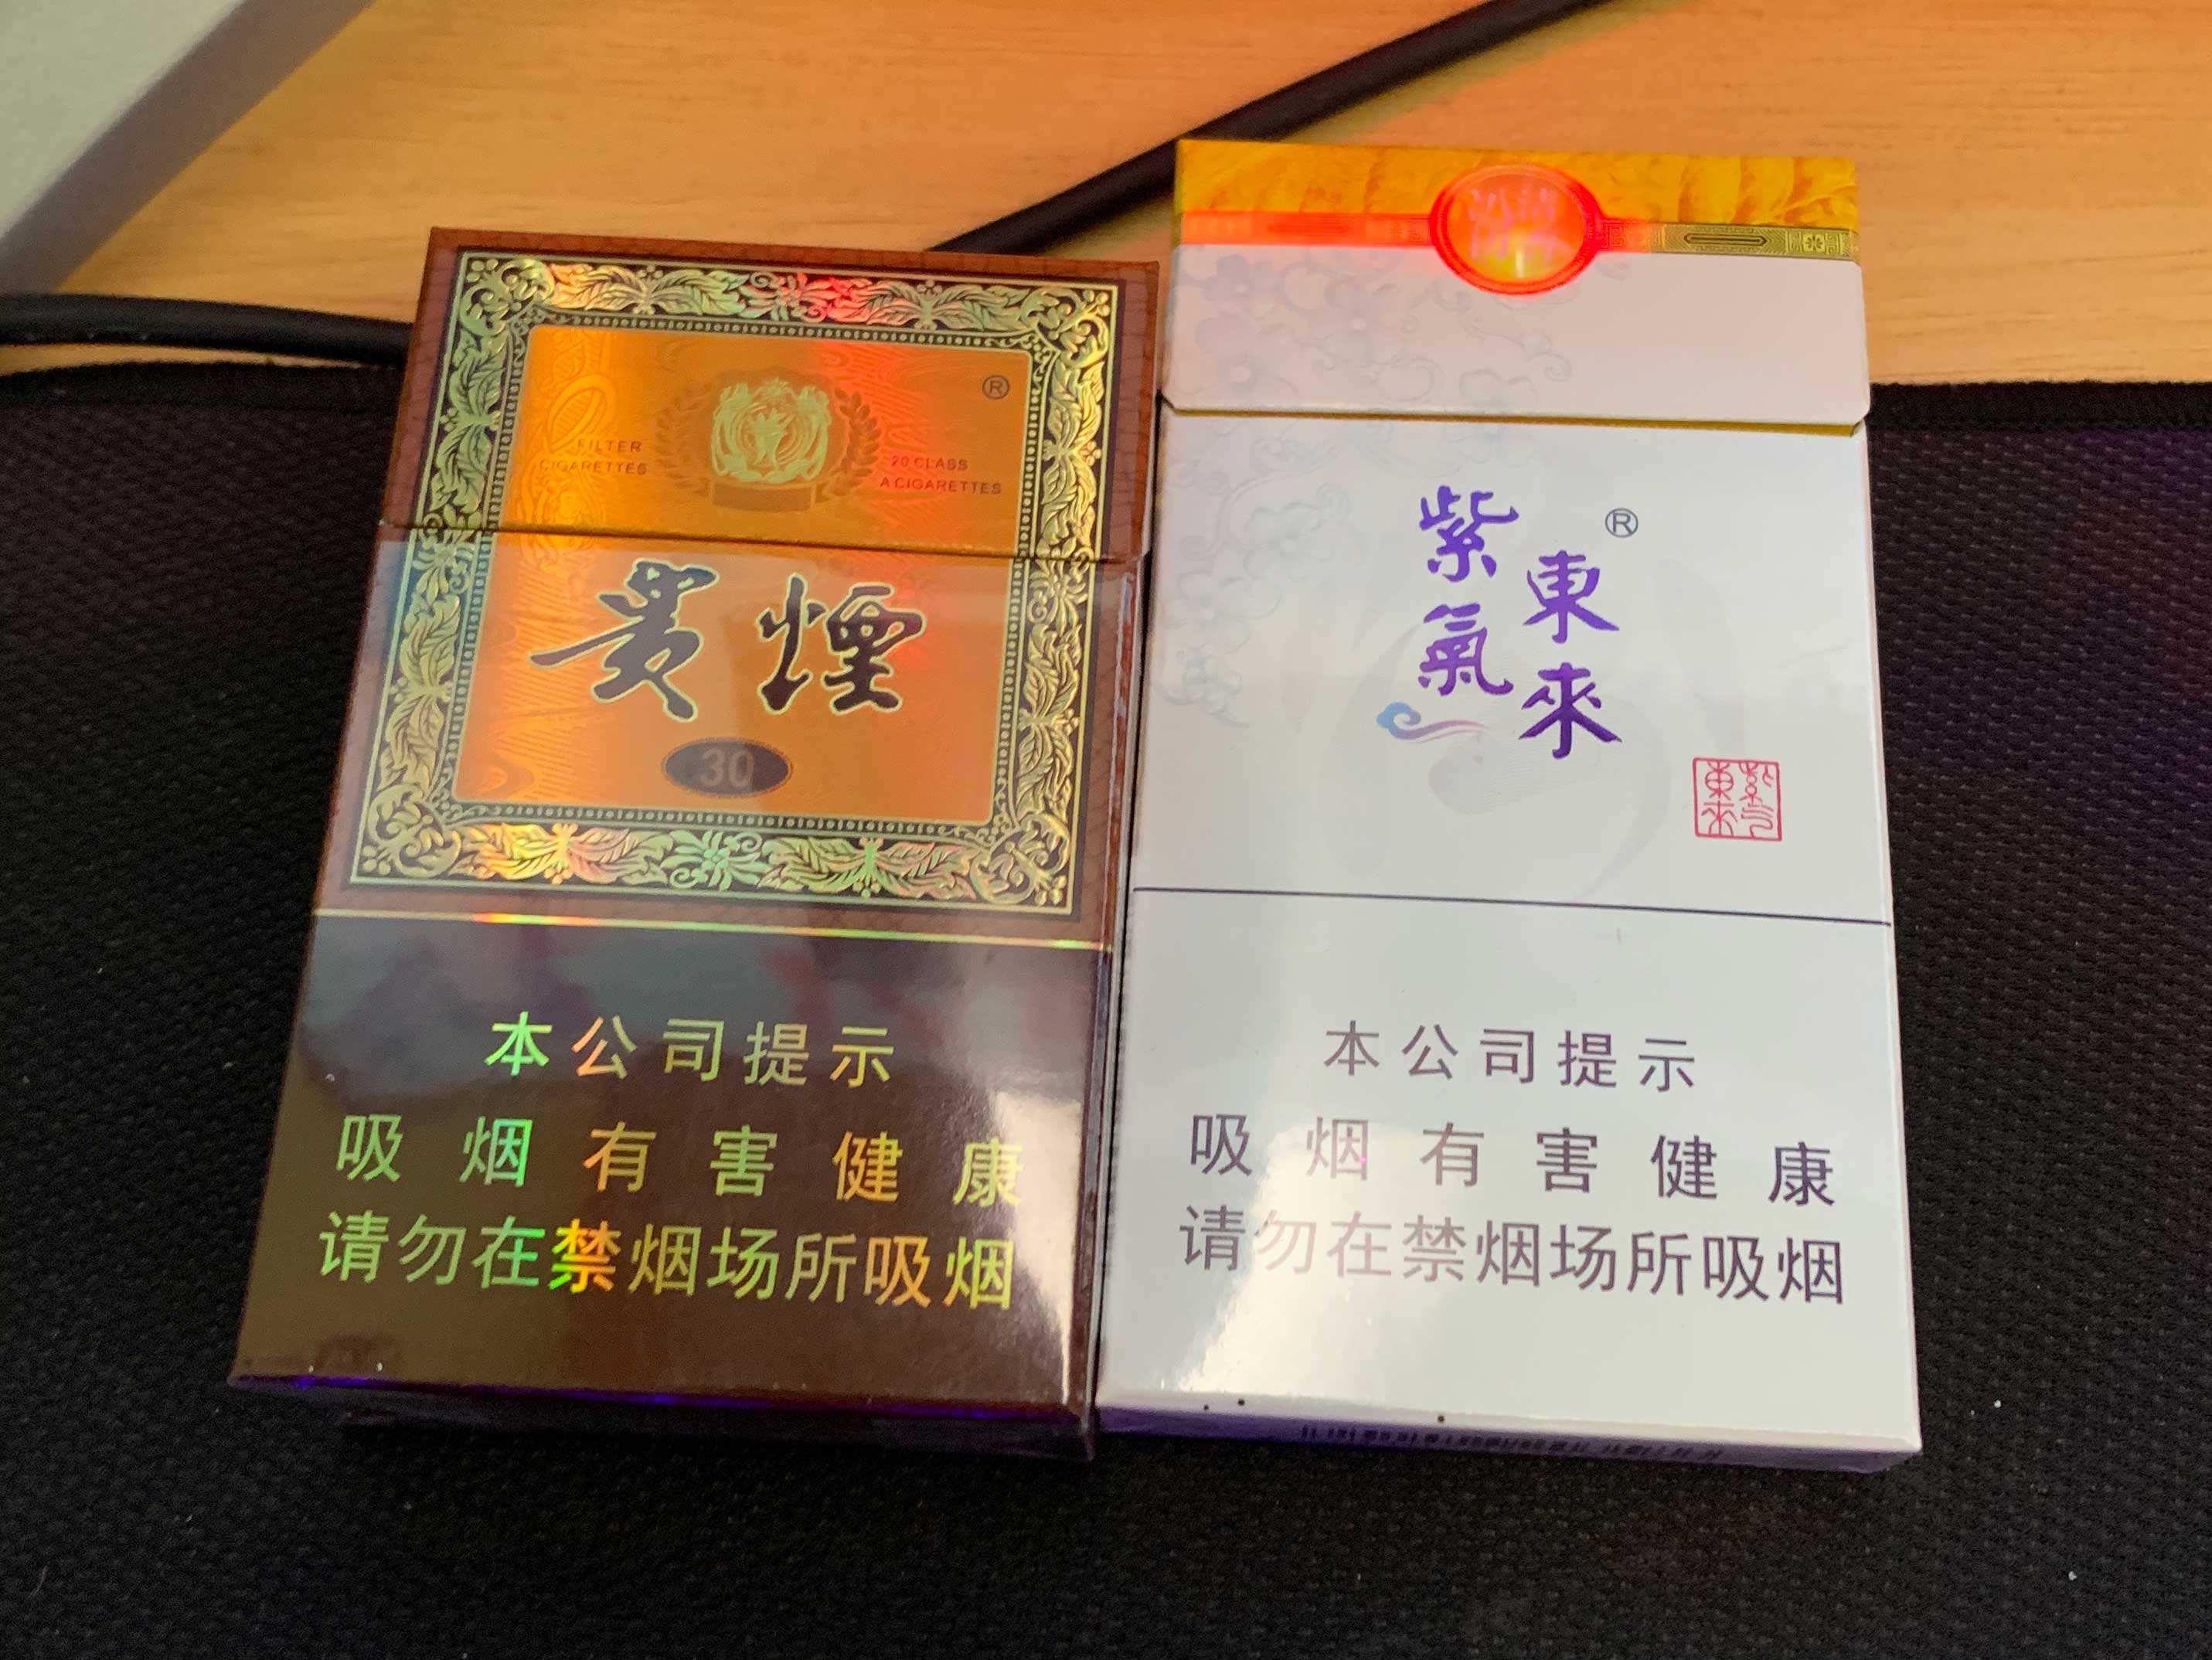 FILTER
CIGARETTES
20 CLASS
A CIGARETTES
®
貴煙
30
本公司提示
吸烟有害健康
请勿在禁烟场所吸烟
紫氣
東來
®
本公司提示
吸烟有害健康
请勿在禁烟场所吸烟